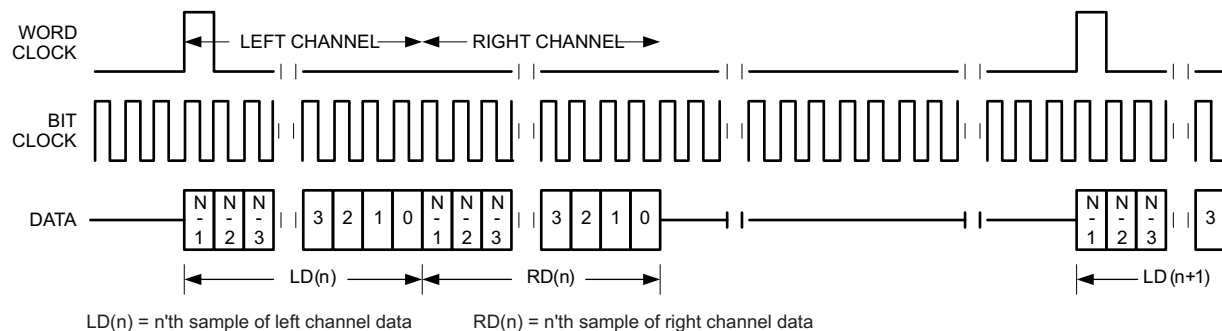 WORD
CLOCK
LEFT CHANNEL
RIGHT CHANNEL
BIT
CLOCK
DATA
N-1 N-2 N-3 3 2 1 0 N-1 N-2 N-3 3 2 1 0 N-1 N-2 N-3 3
LD(n) RD(n) LD(n+1)
LD(n) = n'th sample of left channel data RD(n) = n'th sample of right channel data